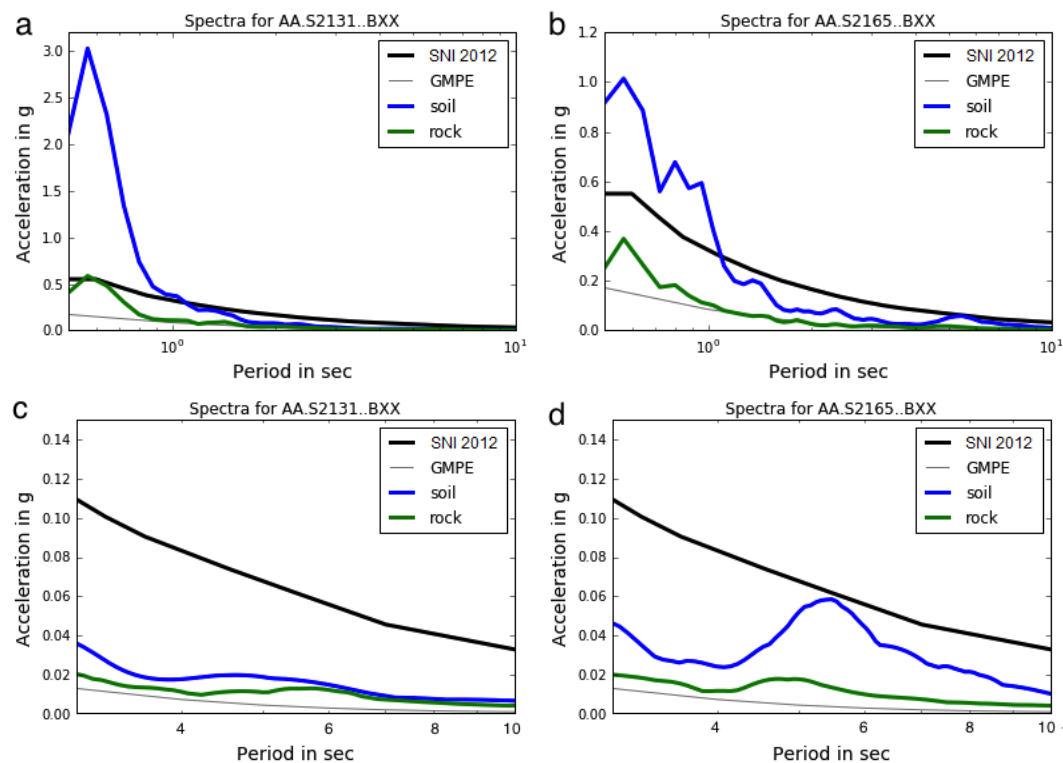 a
Spectra for AA.S2131..BXX
3.0
2.5
2.0
1.5
1.0
0.5
0.0
Acceleration in g
SNI 2012
GMPE
soil
rock
10⁰
10¹
Period in sec
b
Spectra for AA.S2165..BXX
1.2
1.0
0.8
0.6
0.4
0.2
0.0
Acceleration in g
SNI 2012
GMPE
soil
rock
10⁰
10¹
Period in sec
c
Spectra for AA.S2131..BXX
0.14
0.12
0.10
0.08
0.06
0.04
0.02
0.00
Acceleration in g
SNI 2012
GMPE
soil
rock
4
6
8
10
Period in sec
d
Spectra for AA.S2165..BXX
0.14
0.12
0.10
0.08
0.06
0.04
0.02
0.00
Acceleration in g
SNI 2012
GMPE
soil
rock
4
6
8
10
Period in sec